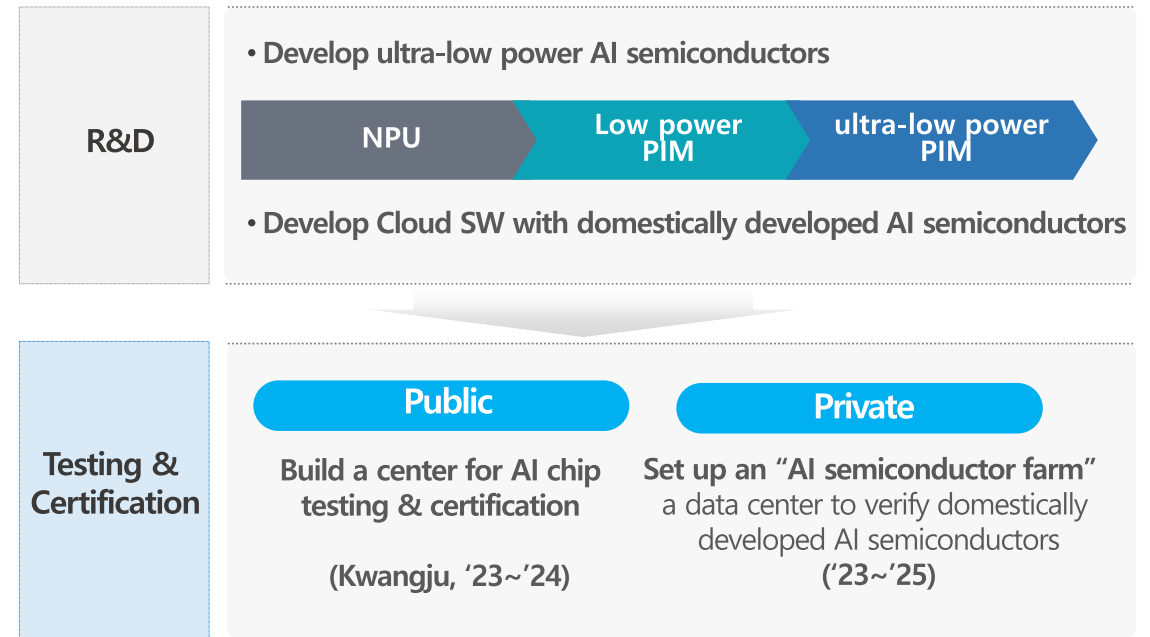 R&D
• Develop ultra-low power AI semiconductors
NPU
Low power
PIM
ultra-low power
PIM
• Develop Cloud SW with domestically developed AI semiconductors
Testing &
Certification
Public
Build a center for AI chip
testing & certification
(Kwangju, ‘23~’24)
Private
Set up an “AI semiconductor farm”
a data center to verify domestically
developed AI semiconductors
(‘23~’25)